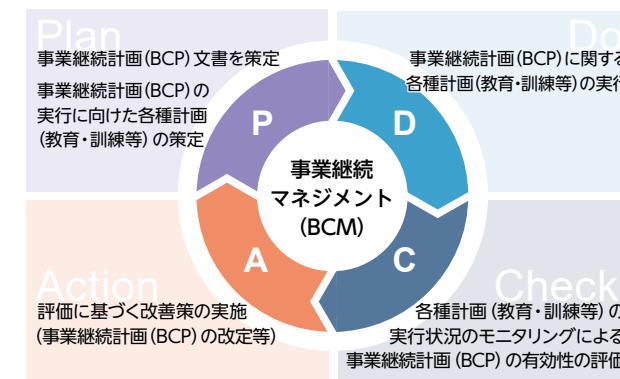 Plan
事業継続計画(BCP)文書を策定
事業継続計画(BCP)の
実行に向けた各種計画
(教育・訓練等)の策定
Do
事業継続計画(BCP)に関する
各種計画(教育・訓練等)の実行
P
D
事業継続
マネジメント
(BCM)
A
C
Action
評価に基づく改善策の実施
(事業継続計画(BCP)の改定等)
Check
各種計画(教育・訓練等)の
実行状況のモニタリングによる
事業継続計画(BCP)の有効性の評価